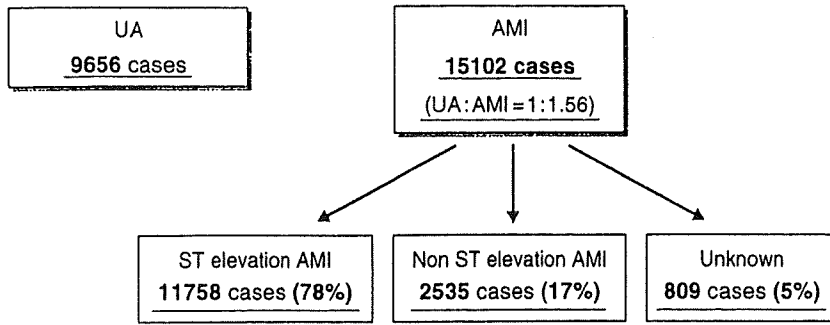 UA
9656 cases
AMI
15102 cases
(UA:AMI=1:1.56)
ST elevation AMI
11758 cases (78%)
Non ST elevation AMI
2535 cases (17%)
Unknown
809 cases (5%)